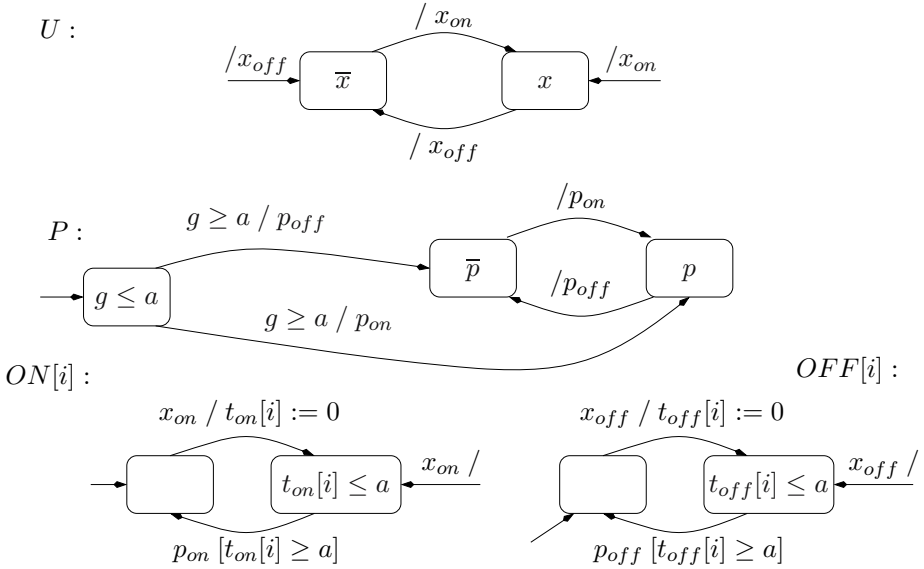 U :
/ x_on
/x_off
x̅
x
/x_on
/ x_off
P :
g ≥ a / p_off
/p_on
p̅
p
g ≤ a
/p_off
g ≥ a / p_on
ON[i] :
OFF[i] :
x_on / t_on[i] := 0
x_off / t_off[i] := 0
t_on[i] ≤ a
x_on /
t_off[i] ≤ a
x_off /
p_on [t_on[i] ≥ a]
p_off [t_off[i] ≥ a]